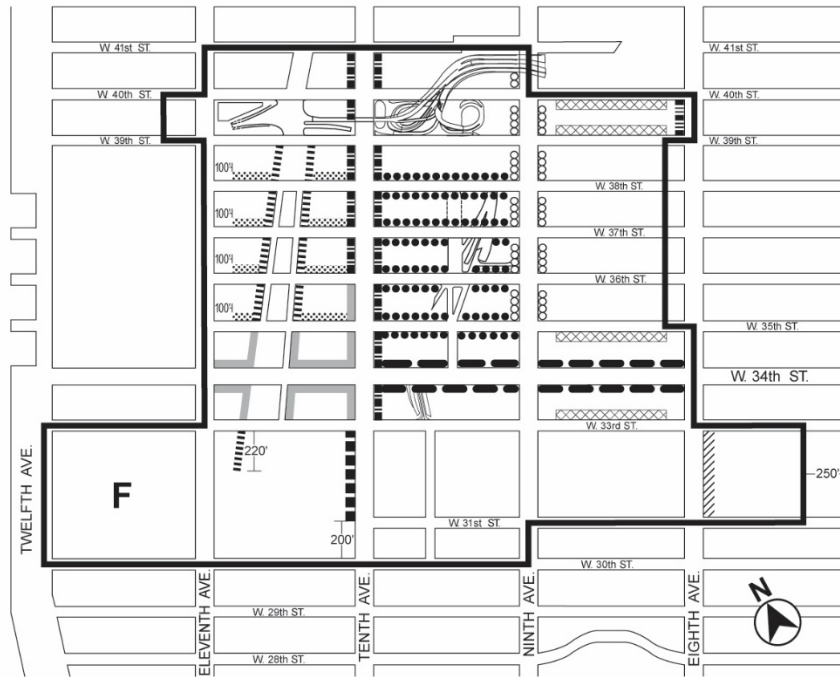 W. 41st ST.
W. 41st ST.
W. 40th ST.
W. 40th ST.
W. 39th ST.
W. 39th ST.
100'
W. 38th ST.
100'
W. 37th ST.
100'
W. 36th ST.
100'
W. 35th ST.
W. 34th ST.
W. 33rd ST.
220'
250'
F
TWELFTH AVE.
W. 31st ST.
200'
W. 30th ST.
ELEVENTH AVE.
TENTH AVE.
NINTH AVE.
EIGHTH AVE.
N
W. 29th ST.
W. 28th ST.